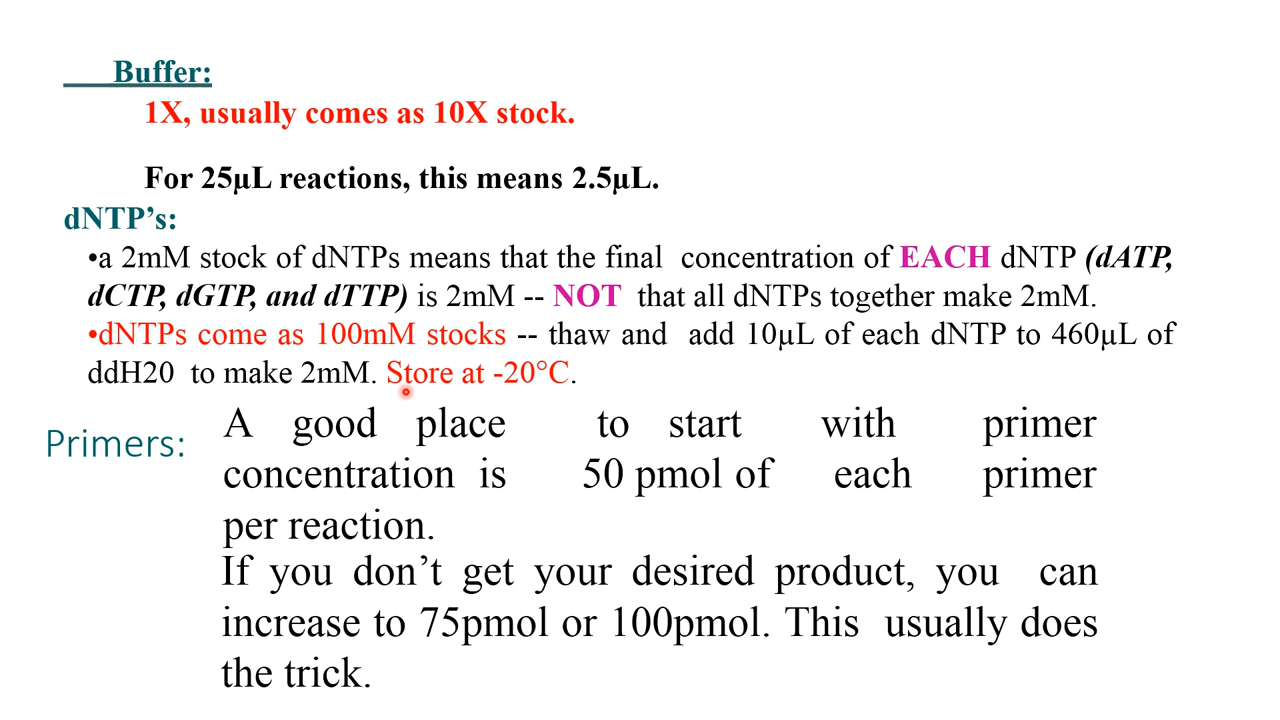 Buffer:
1X, usually comes as 10X stock.
For 25µL reactions, this means 2.5µL.
dNTP’s:
•a 2mM stock of dNTPs means that the final concentration of EACH dNTP (dATP,
dCTP, dGTP, and dTTP) is 2mM -- NOT that all dNTPs together make 2mM.
•dNTPs come as 100mM stocks -- thaw and add 10µL of each dNTP to 460µL of
ddH20 to make 2mM. Store at -20°C.
Primers:
A good place to start with primer
concentration is 50 pmol of each primer
per reaction.
If you don’t get your desired product, you can
increase to 75pmol or 100pmol. This usually does
the trick.